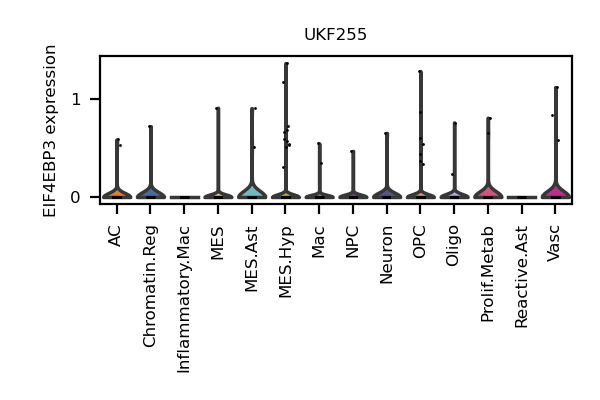 UKF255
EIF4EBP3 expression
1
0
AC
Chromatin.Reg
Inflammatory.Mac
MES
MES.Ast
MES.Hyp
Mac
NPC
Neuron
OPC
Oligo
Prolif.Metab
Reactive.Ast
Vasc